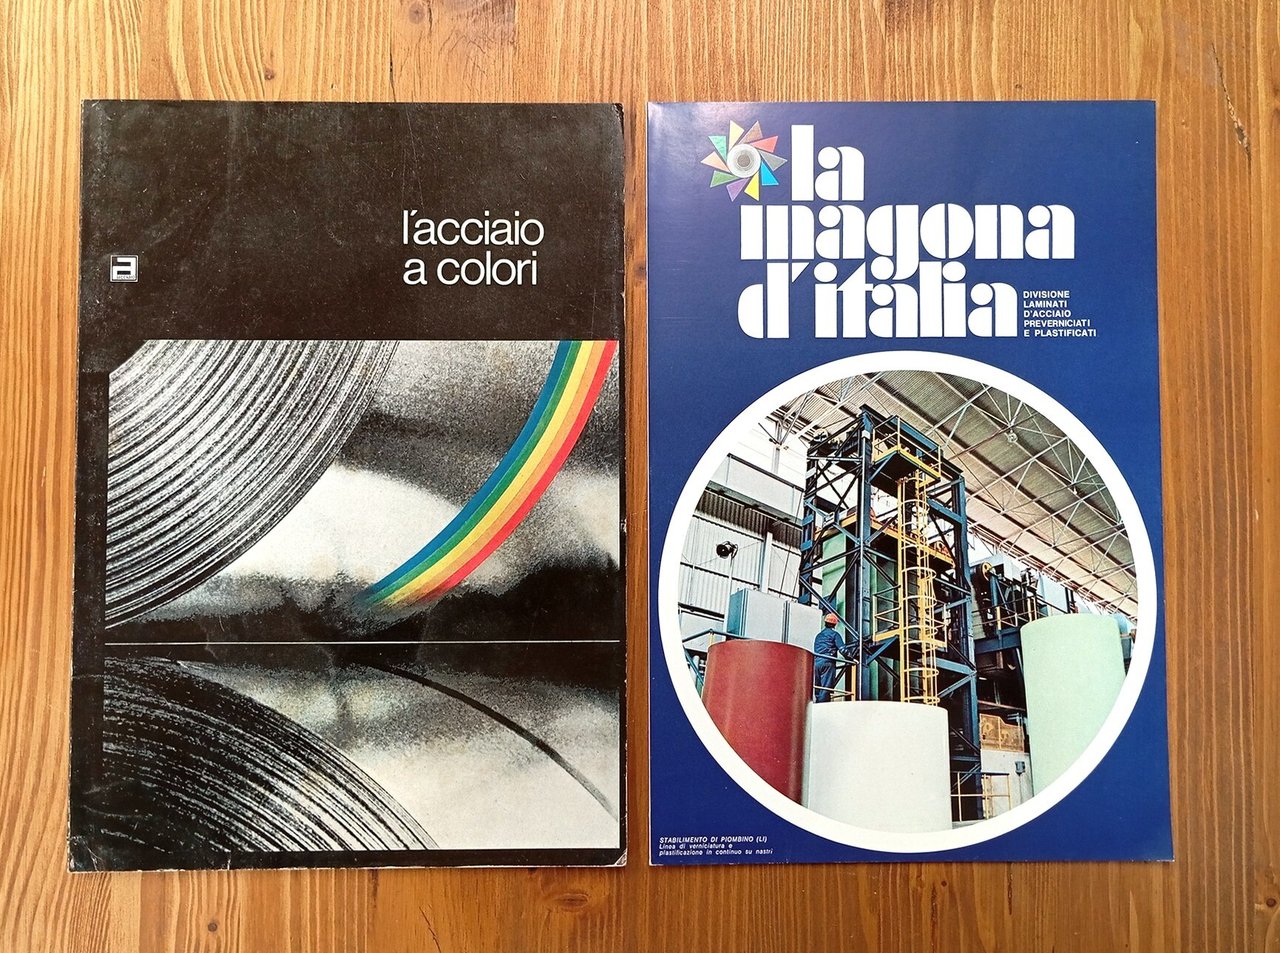 l'acciaio
a colori
la
magona
d'italia
DIVISIONE
LAMINATI
D'ACCIAIO
PREVERNICIATI
E PLASTIFICATI
STABILIMENTO DI PIOMBINO (LI)
Linea di verniciatura e
plastificazione in continuo su nastri